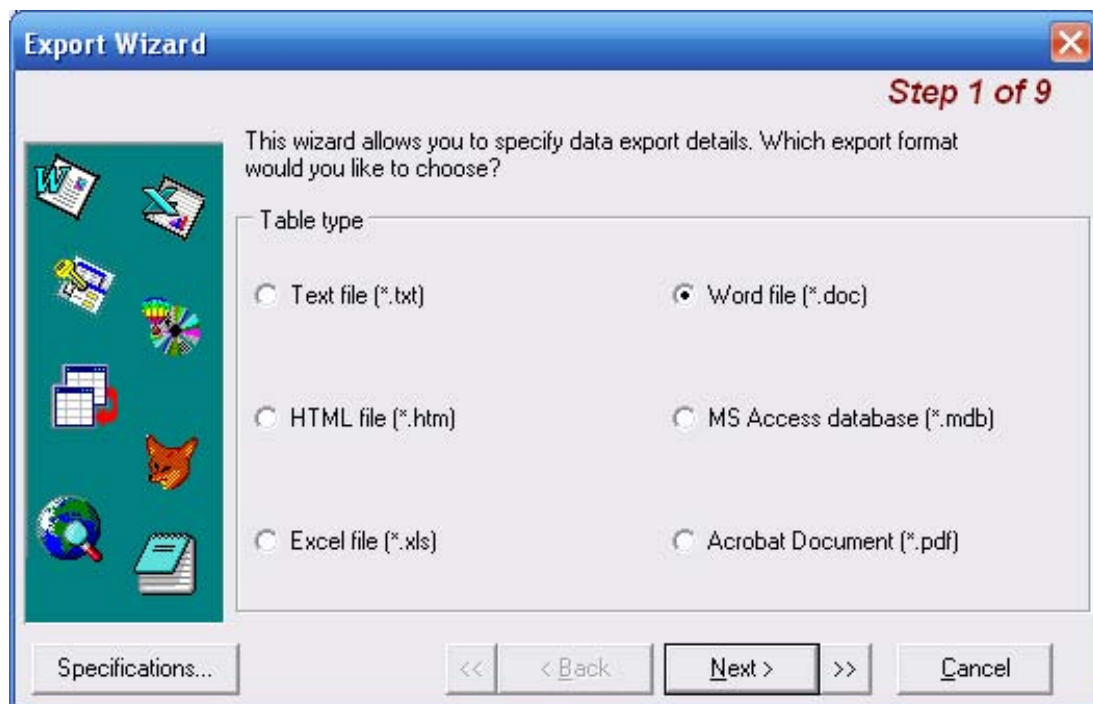 Export Wizard
Step 1 of 9
This wizard allows you to specify data export details. Which export format
would you like to choose?
Table type
Text file (*.txt)
Word file (*.doc)
HTML file (*.htm)
MS Access database (*.mdb)
Excel file (*.xls)
Acrobat Document (*.pdf)
Specifications...
<<
< Back
Next >
>>
Cancel